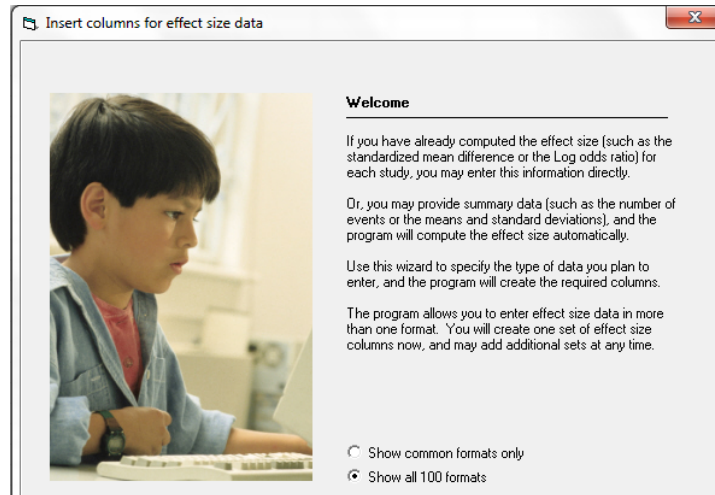 Insert columns for effect size data
Welcome
If you have already computed the effect size (such as the
standardized mean difference or the Log odds ratio) for
each study, you may enter this information directly.
Or, you may provide summary data (such as the number of
events or the means and standard deviations), and the
program will compute the effect size automatically.
Use this wizard to specify the type of data you plan to
enter, and the program will create the required columns.
The program allows you to enter effect size data in more
than one format. You will create one set of effect size
columns now, and may add additional sets at any time.
Show common formats only
Show all 100 formats